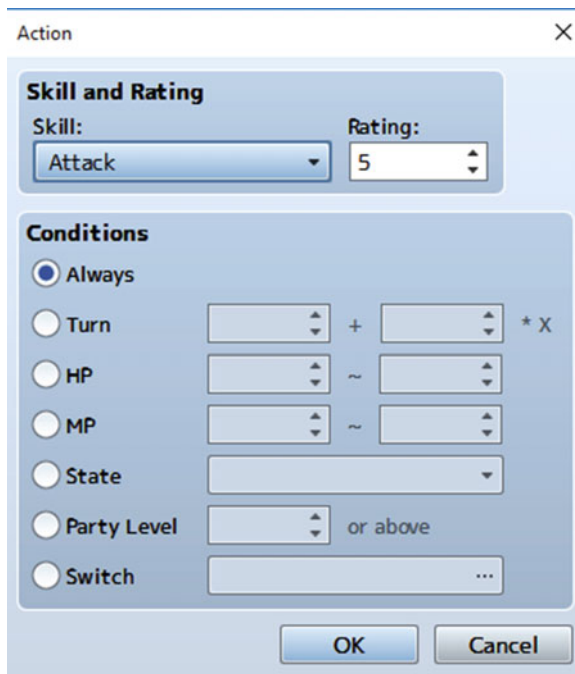 Action
Skill and Rating
Skill: Rating:
Attack 5
Conditions
Always
Turn + * X
HP ~
MP ~
State
Party Level or above
Switch ...
OK Cancel